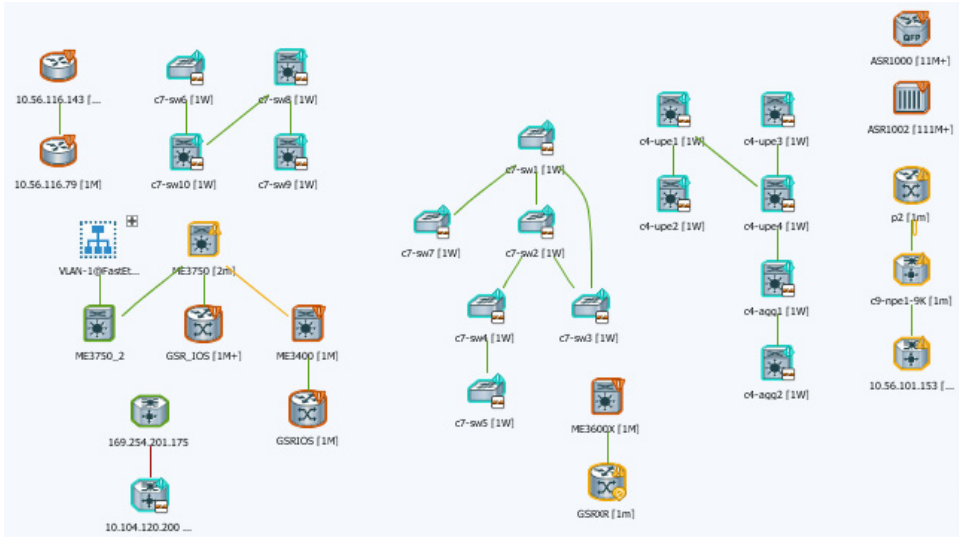 ASR1000 [11M+]
10.56.116.143 [...
c7-sw6 [1W]
c7-sw8 [1W]
ASR1002 [111M+]
c4-upe1 [1W]
c4-upe3 [1W]
c7-sw1 [1W]
10.56.116.79 [1M]
c7-sw10 [1W]
c7-sw9 [1W]
p2 [1m]
c4-upe2 [1W]
c4-upe4 [1W]
c7-sw7 [1W]
c7-sw2 [1W]
VLAN-1@FastEt...
ME3750 [2m]
c9-npe1-9K [1m]
c4-agg1 [1W]
c7-sw4 [1W]
c7-sw3 [1W]
ME3750_2
GSR_IOS [1M+]
ME3400 [1M]
10.56.101.153 [...
c4-agg2 [1W]
c7-sw5 [1W]
ME3600X [1M]
169.254.201.175
GSRIOS [1M]
GSRXR [1m]
10.104.120.200 ...